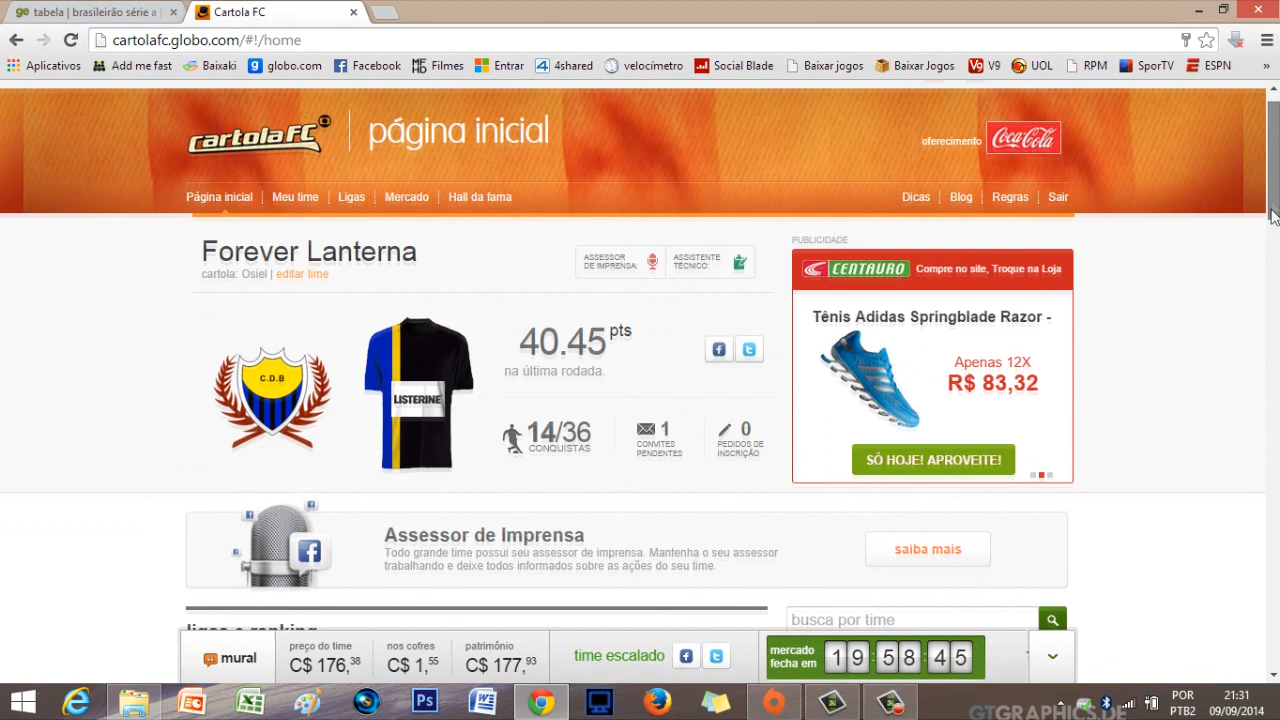 tabela | brasileirão série a
Cartola FC
cartolafc.globo.com/#!/home
Aplicativos
Add me fast
Baixaki
globo.com
Facebook
Filmes
Entrar
4shared
velocímetro
Social Blade
Baixar jogos
Baixar Jogos
V9
UOL
RPM
SporTV
ESPN
»
cartola FC
página inicial
oferecimento
Coca-Cola
Página inicial
Meu time
Ligas
Mercado
Hall da fama
Dicas
Blog
Regras
Sair
Forever Lanterna
cartola: Osiel | editar time
ASSESSOR
DE IMPRENSA:
ASSISTENTE
TÉCNICO:
PUBLICIDADE
CENTAURO
Compre no site, Troque na Loja
Tênis Adidas Springblade Razor -
Apenas 12X
R$ 83,32
SÓ HOJE! APROVEITE!
C.D.B
LISTERINE
40.45 pts
na última rodada.
14/36
CONQUISTAS
1
CONVITES
PENDENTES
0
PEDIDOS DE
INSCRIÇÃO
Assessor de Imprensa
Todo grande time possui seu assessor de imprensa. Mantenha o seu assessor
trabalhando e deixe todos informados sobre as ações do seu time.
saiba mais
ligas e ranking
busca por time
mural
preço do time
C$ 176,38
nos cofres
C$ 1,55
patrimônio
C$ 177,93
time escalado
mercado
fecha em
19 58 45
POR
PTB2
21:31
09/09/2014
GTGRAPHICS.DE